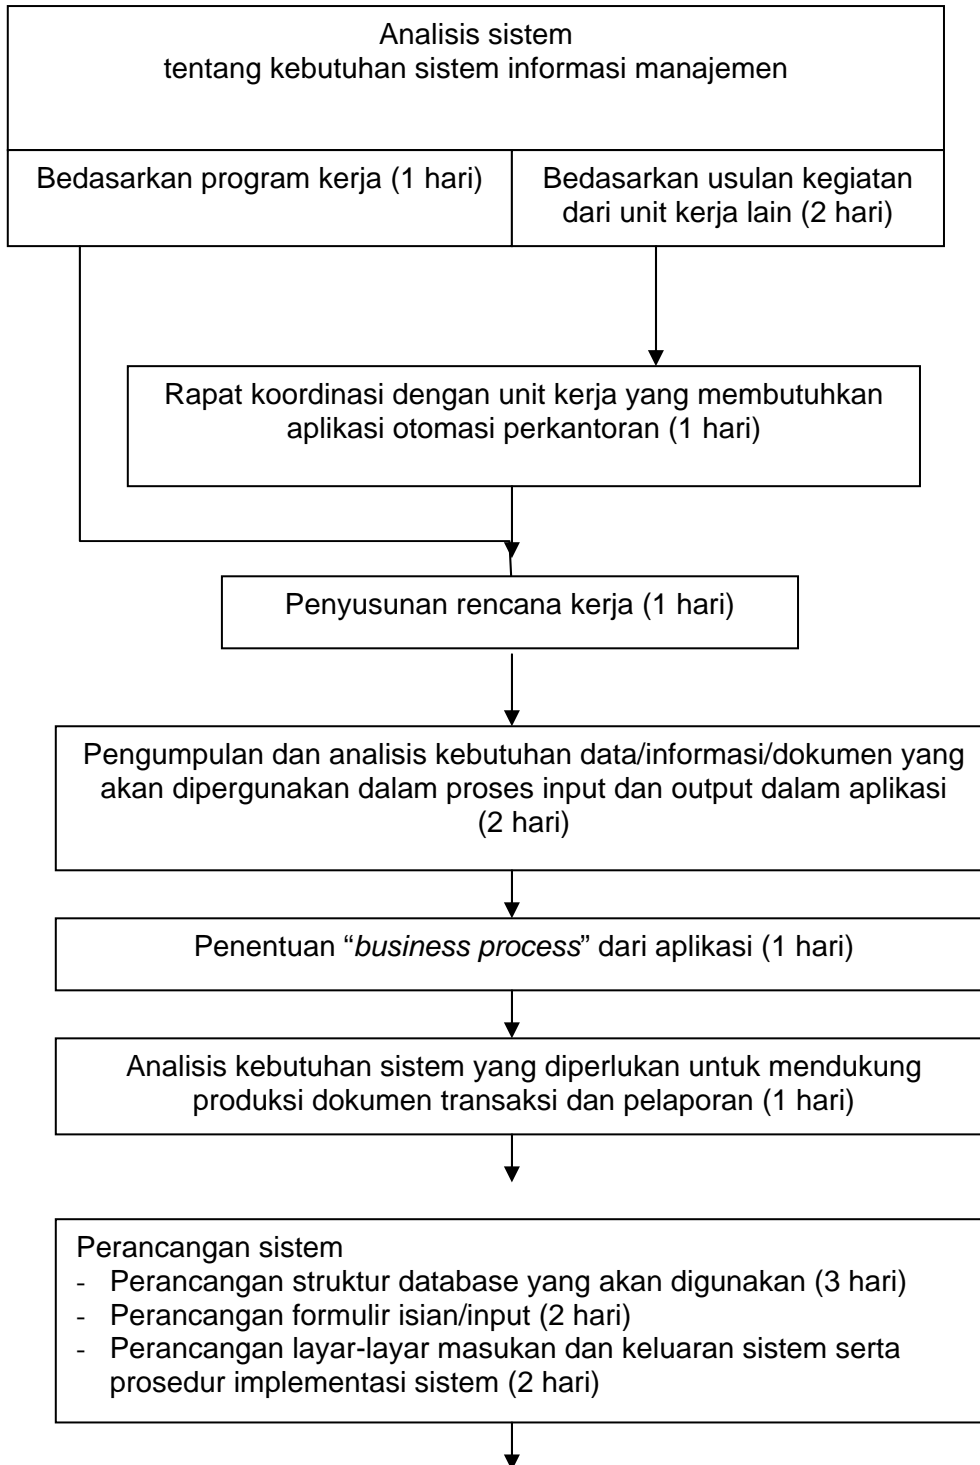 Analisis sistem
tentang kebutuhan sistem informasi manajemen
Bedasarkan program kerja (1 hari)
Bedasarkan usulan kegiatan
dari unit kerja lain (2 hari)
Rapat koordinasi dengan unit kerja yang membutuhkan
aplikasi otomasi perkantoran (1 hari)
Penyusunan rencana kerja (1 hari)
Pengumpulan dan analisis kebutuhan data/informasi/dokumen yang
akan dipergunakan dalam proses input dan output dalam aplikasi
(2 hari)
Penentuan “business process” dari aplikasi (1 hari)
Analisis kebutuhan sistem yang diperlukan untuk mendukung
produksi dokumen transaksi dan pelaporan (1 hari)
Perancangan sistem
- Perancangan struktur database yang akan digunakan (3 hari)
- Perancangan formulir isian/input (2 hari)
- Perancangan layar-layar masukan dan keluaran sistem serta
prosedur implementasi sistem (2 hari)